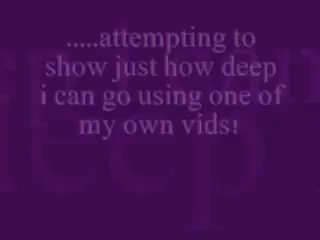 .....attempting to
show just how deep
i can go using one of
my own vids!